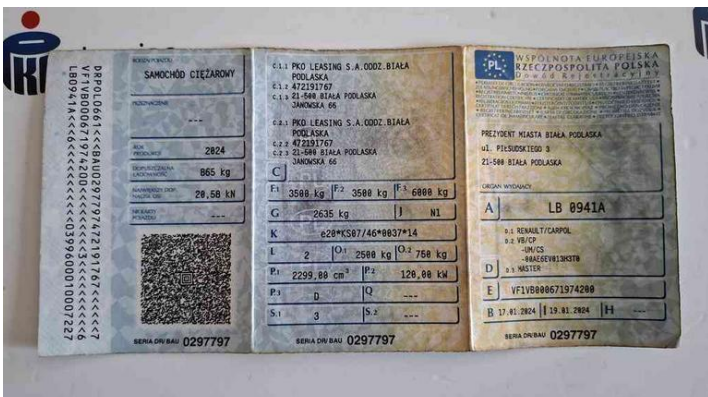 DRPOL0661<<BAU0297797472191767<<<<<<7
VF1VB000671974200<<<<<<3<<<<<<<<<<<6
LB0941A<<6<<<<<<<<<0399600010007227
RODZAJ POJAZDU
SAMOCHÓD CIĘŻAROWY
PRZEZNACZENIE
---
ROK PRODUKCJI 2024
DOPUSZCZALNA ŁADOWNOŚĆ 865 kg
NAJWIĘKSZY DOP. NACISK OSI 20,58 kN
---
SERIA DR/BAU 0297797
C.1.1 PKO LEASING S.A.ODDZ.BIAŁA
PODLASKA
C.1.2 472191767
C.1.3 21-500 BIAŁA PODLASKA
JANOWSKA 66
C.2.1 PKO LEASING S.A.ODDZ.BIAŁA
PODLASKA
C.2.2 472191767
C.2.3 21-500 BIAŁA PODLASKA
JANOWSKA 66
C
F.1 3500 kg F.2 3500 kg F.3 6000 kg
G 2635 kg J N1
K e20*KS07/46*0037*14
L 2 O.1 2500 kg O.2 750 kg
P.1 2299,00 cm³ P.2 120,00 kW
P.3 D Q ---
S.1 3 S.2 ---
SERIA DR/BAU 0297797
PL
WSPÓLNOTA EUROPEJSKA
RZECZPOSPOLITA POLSKA
Dowód Rejestracyjny
PREZYDENT MIASTA BIAŁA PODLASKA
ul. PIŁSUDSKIEGO 3
21-500 BIAŁA PODLASKA
ORGAN WYDAJĄCY
A LB 0941A
D.1 RENAULT/CARPOL
D.2 VB/CP
-UM/CS
-00AE6EV013M3T0
D D.3 MASTER
E VF1VB000671974200
B 17.01.2024 I 19.01.2024 H ---
SERIA DR/BAU 0297797